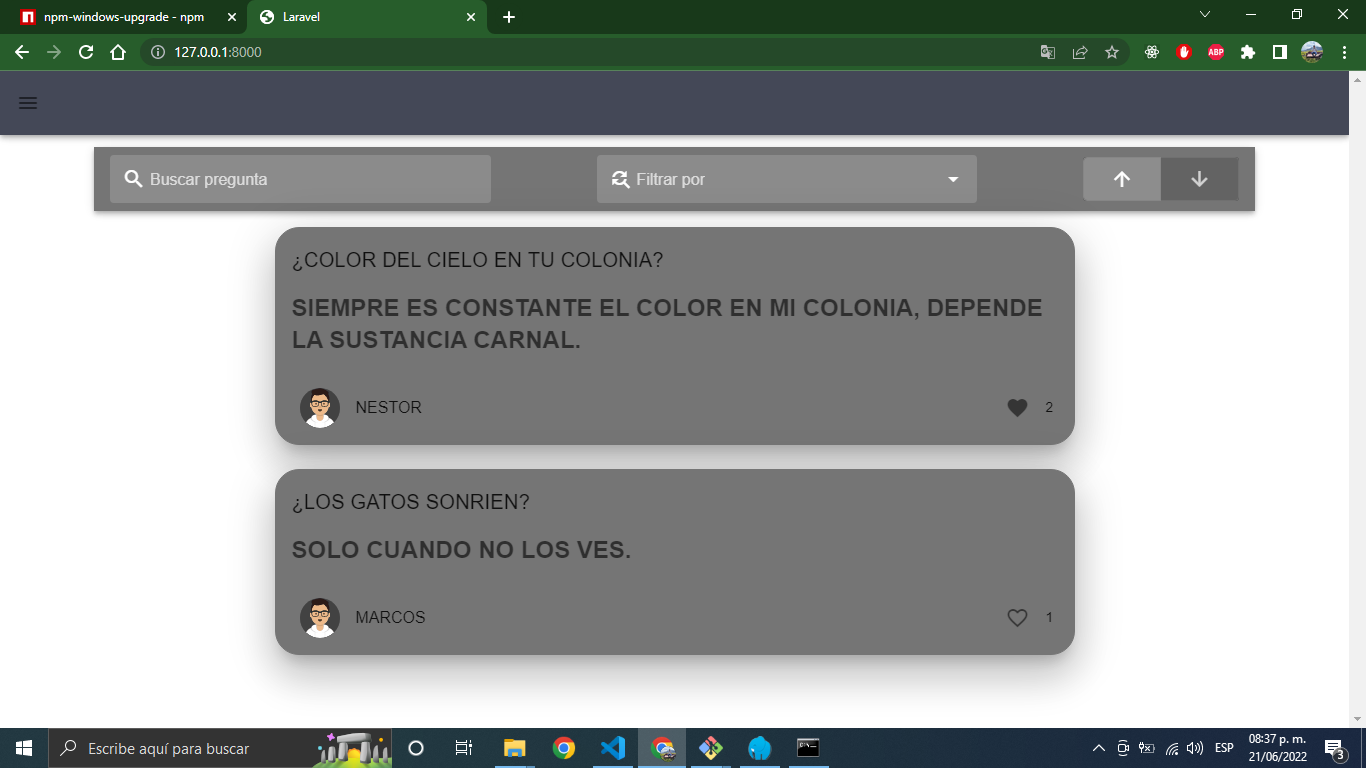 npm-windows-upgrade - npm
Laravel
127.0.0.1:8000
ABP
Buscar pregunta
Filtrar por
¿COLOR DEL CIELO EN TU COLONIA?
SIEMPRE ES CONSTANTE EL COLOR EN MI COLONIA, DEPENDE
LA SUSTANCIA CARNAL.
NESTOR
2
¿LOS GATOS SONRIEN?
SOLO CUANDO NO LOS VES.
MARCOS
1
Escribe aquí para buscar
ESP
08:37 p. m.
21/06/2022
3